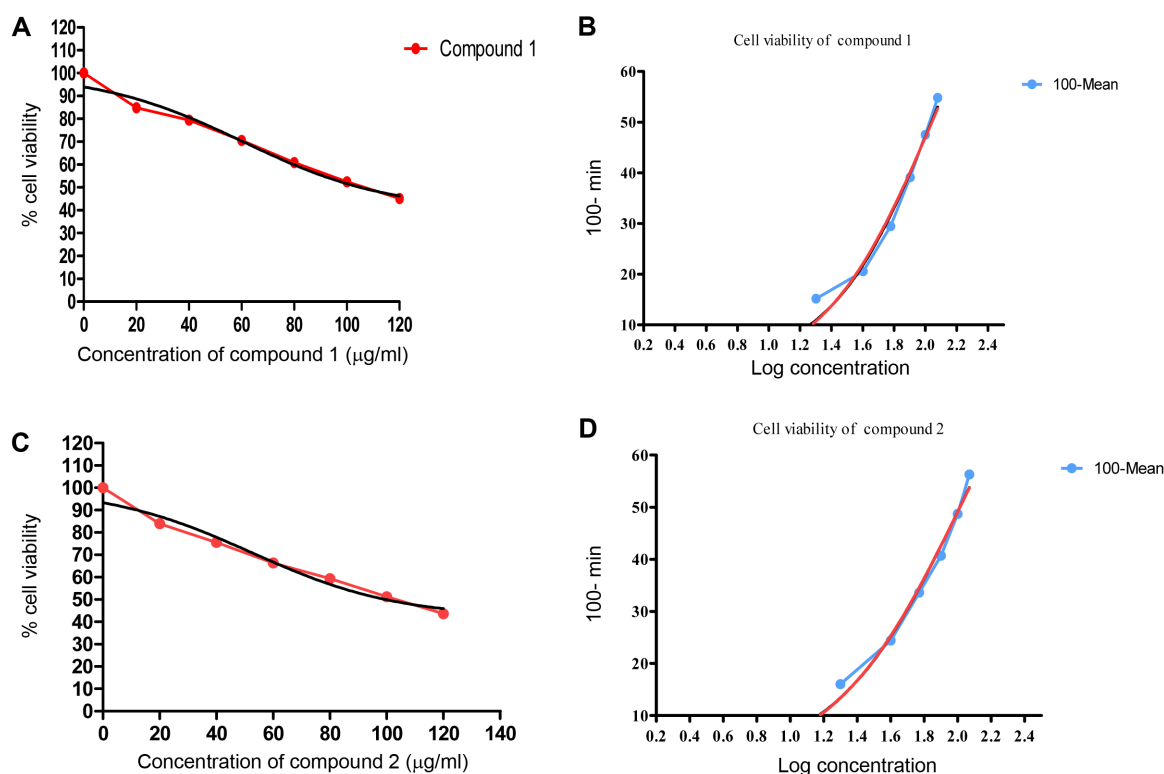 A
120
110
100
90
80
70
60
50
40
30
20
10
0
% cell viability
0 20 40 60 80 100 120
Concentration of compound 1 (μg/ml)
Compound 1
B
Cell viability of compound 1
60
50
40
30
20
10
100- min
0.2 0.4 0.6 0.8 1.0 1.2 1.4 1.6 1.8 2.0 2.2 2.4
Log concentration
100-Mean
C
120
110
100
90
80
70
60
50
40
30
20
10
0
% cell viability
0 20 40 60 80 100 120 140
Concentration of compound 2 (μg/ml)
D
Cell viability of compound 2
60
50
40
30
20
10
100- min
0.2 0.4 0.6 0.8 1.0 1.2 1.4 1.6 1.8 2.0 2.2 2.4
Log concentration
100-Mean